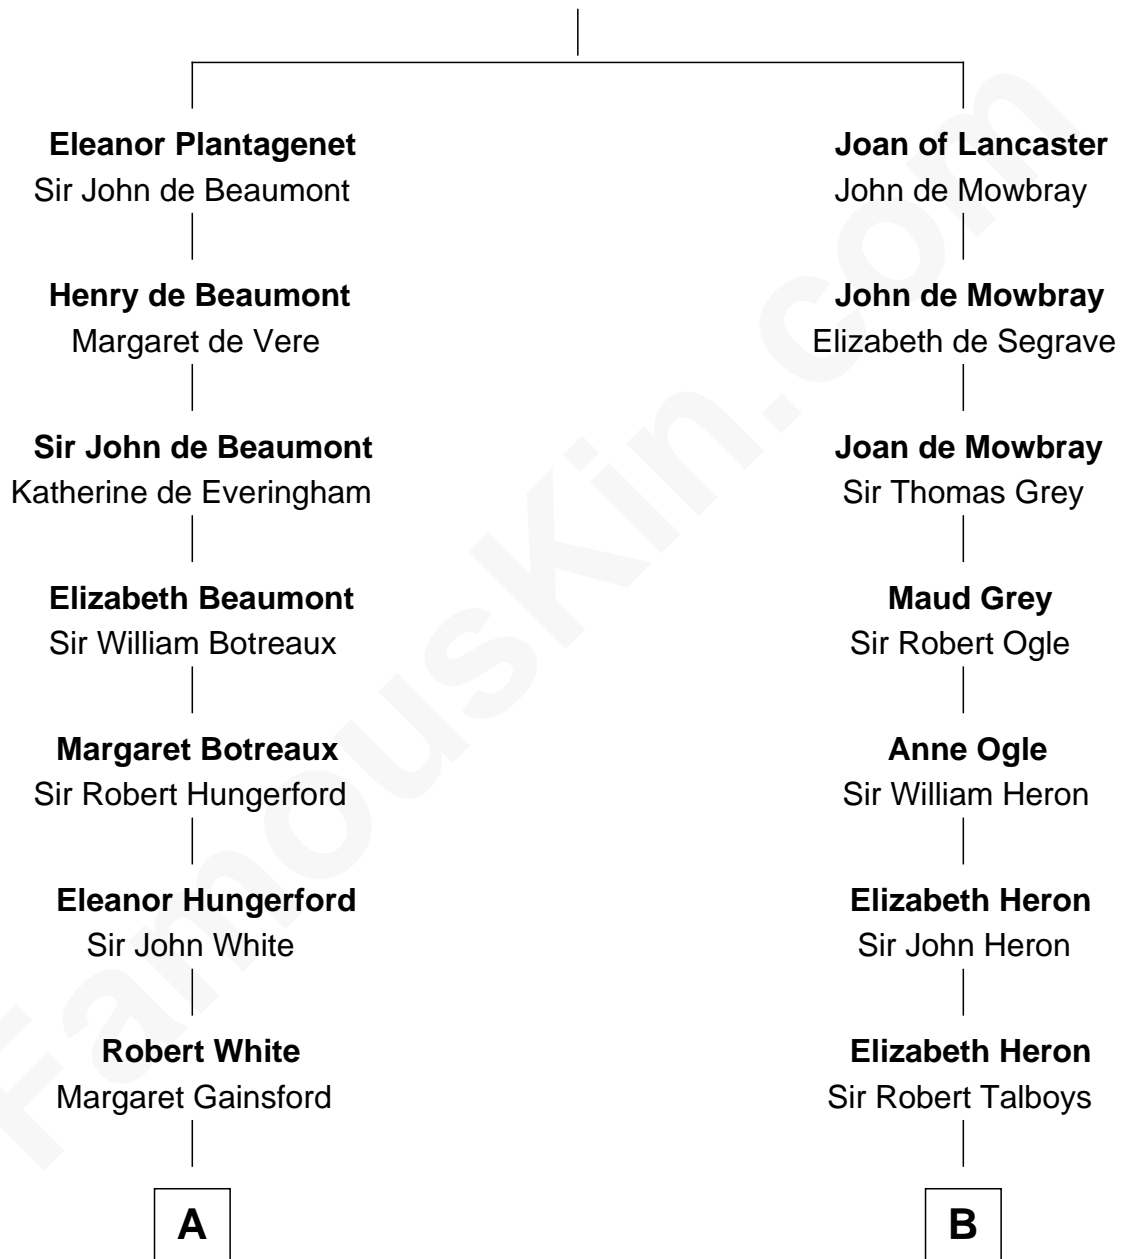 Eleanor Plantagenet
Sir John de Beaumont
Joan of Lancaster
John de Mowbray
Henry de Beaumont
Margaret de Vere
John de Mowbray
Elizabeth de Segrave
Sir John de Beaumont
Katherine de Everingham
Joan de Mowbray
Sir Thomas Grey
Elizabeth Beaumont
Sir William Botreaux
Maud Grey
Sir Robert Ogle
Margaret Botreaux
Sir Robert Hungerford
Anne Ogle
Sir William Heron
Eleanor Hungerford
Sir John White
Elizabeth Heron
Sir John Heron
Robert White
Margaret Gainsford
Elizabeth Heron
Sir Robert Talboys
A
B
FamousKin.com